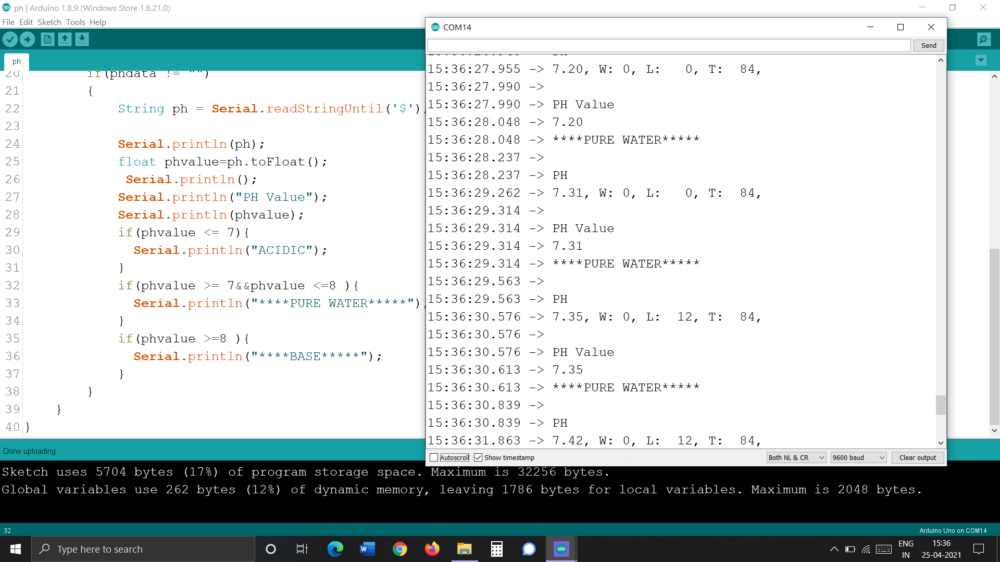 ph | Arduino 1.8.9 (Windows Store 1.8.21.0)
File Edit Sketch Tools Help
ph
20 if(phdata != "")
21 {
22 String ph = Serial.readStringUntil('$')
23
24 Serial.println(ph);
25 float phvalue=ph.toFloat();
26 Serial.println();
27 Serial.println("PH Value");
28 Serial.println(phvalue);
29 if(phvalue <= 7){
30 Serial.println("ACIDIC");
31 }
32 if(phvalue >= 7&&phvalue <=8 ){
33 Serial.println("****PURE WATER*****")
34 }
35 if(phvalue >=8 ){
36 Serial.println("****BASE*****");
37 }
38 }
39 }
40 }
COM14
Send
15:36:27.955 -> 7.20, W: 0, L:   0, T:  84,
15:36:27.990 ->
15:36:27.990 -> PH Value
15:36:28.048 -> 7.20
15:36:28.048 -> ****PURE WATER*****
15:36:28.237 ->
15:36:28.237 -> PH
15:36:29.262 -> 7.31, W: 0, L:   0, T:  84,
15:36:29.314 ->
15:36:29.314 -> PH Value
15:36:29.314 -> 7.31
15:36:29.314 -> ****PURE WATER*****
15:36:29.563 ->
15:36:29.563 -> PH
15:36:30.576 -> 7.35, W: 0, L:  12, T:  84,
15:36:30.576 ->
15:36:30.576 -> PH Value
15:36:30.613 -> 7.35
15:36:30.613 -> ****PURE WATER*****
15:36:30.839 ->
15:36:30.839 -> PH
15:36:31.863 -> 7.42, W: 0, L:  12, T:  84,
Autoscroll Show timestamp Both NL & CR 9600 baud Clear output
Done uploading.
Sketch uses 5704 bytes (17%) of program storage space. Maximum is 32256 bytes.
Global variables use 262 bytes (12%) of dynamic memory, leaving 1786 bytes for local variables. Maximum is 2048 bytes.
32
Arduino Uno on COM14
Type here to search
ENG
IN
15:36
25-04-2021